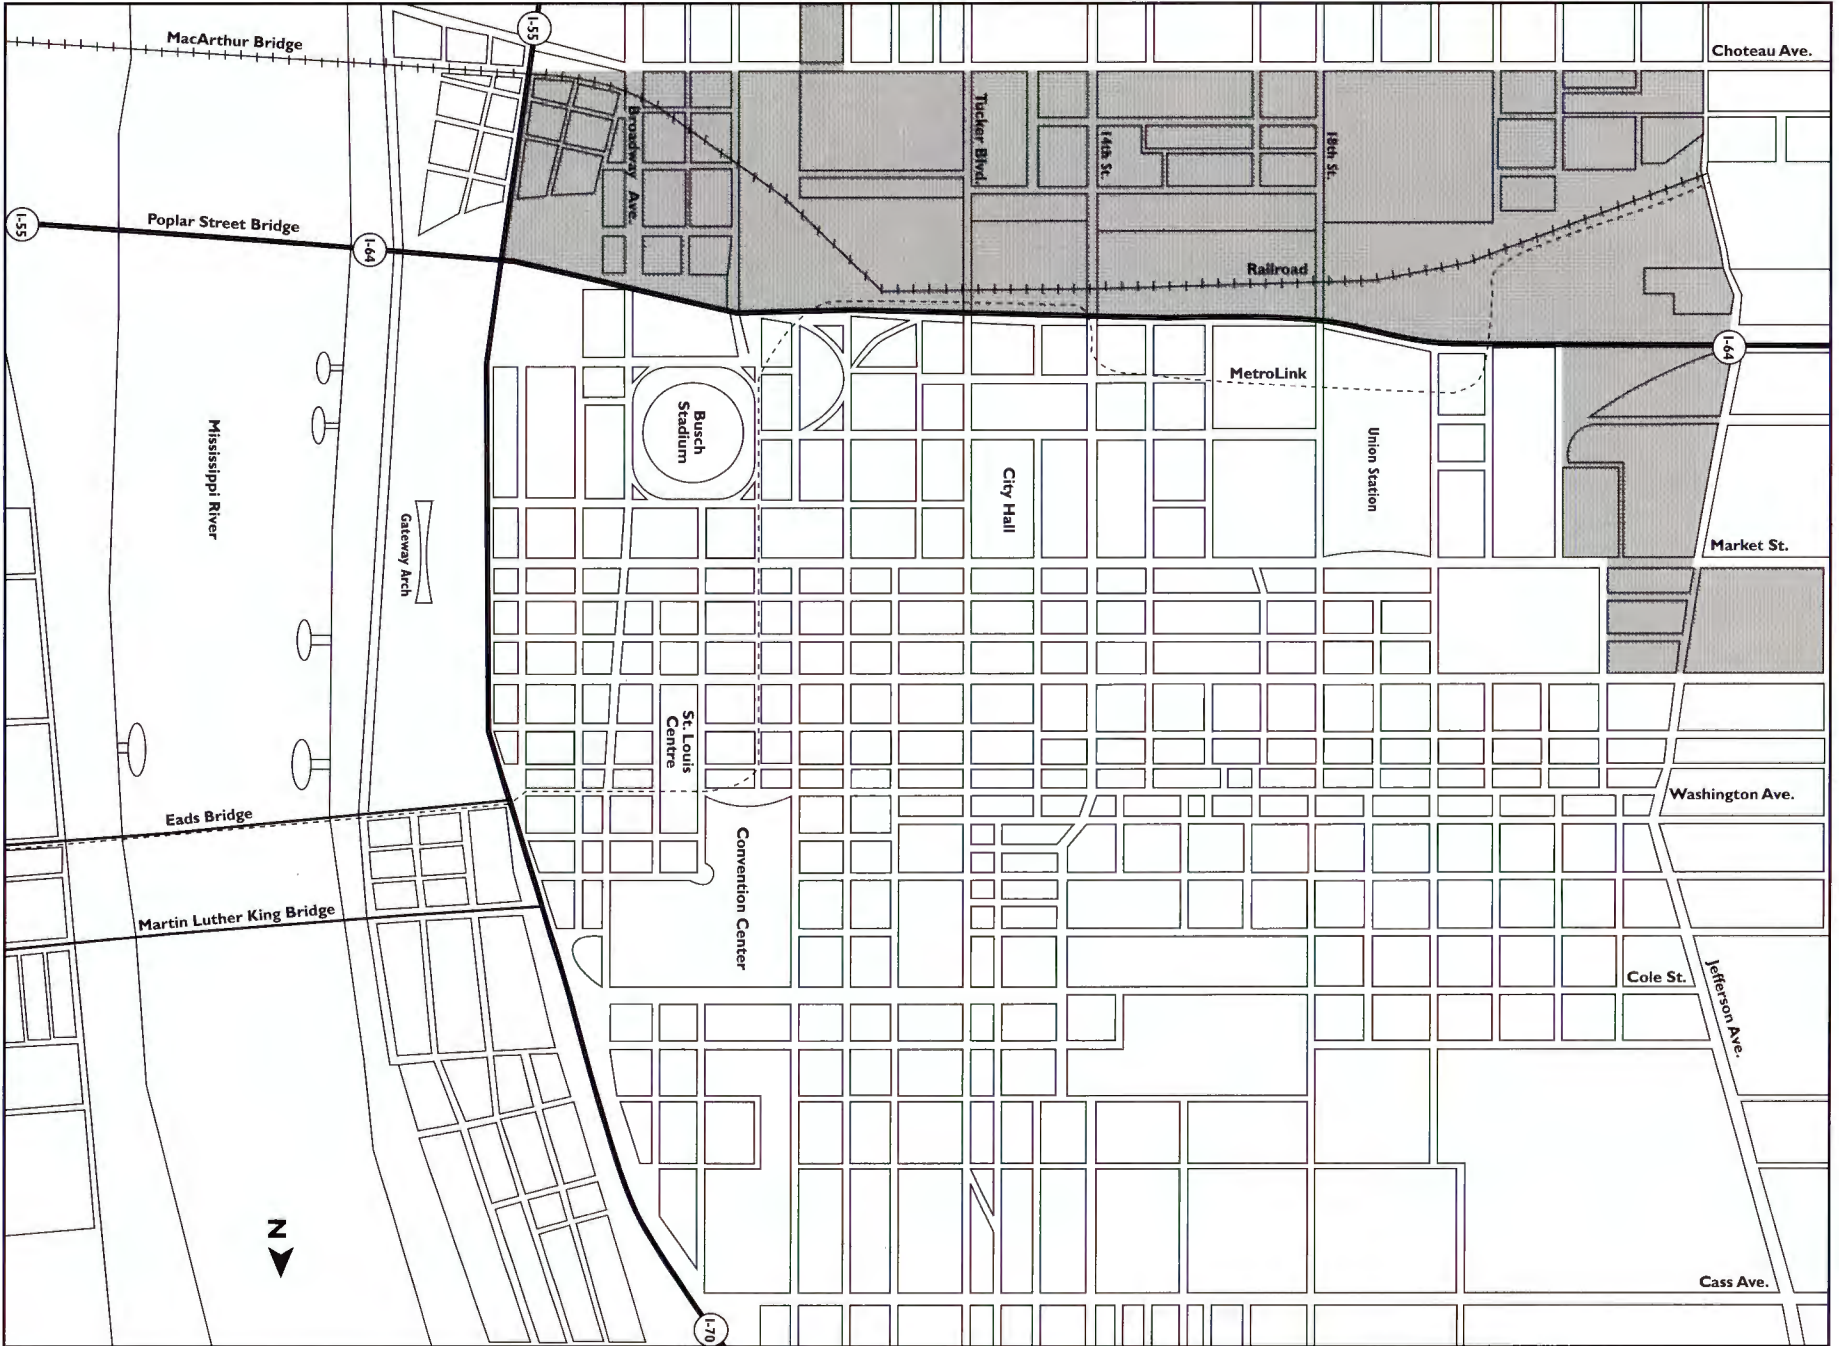 I-55
MacArthur Bridge
Choteau Ave.
Broadway Ave.
Tucker Blvd.
14th St.
18th St.
I-55
Poplar Street Bridge
I-64
Railroad
I-64
MetroLink
Busch
Stadium
Union Station
City Hall
Mississippi River
Gateway Arch
Market St.
St. Louis
Centre
Washington Ave.
Eads Bridge
Convention Center
Martin Luther King Bridge
Cole St.
Jefferson Ave.
N
Cass Ave.
I-70